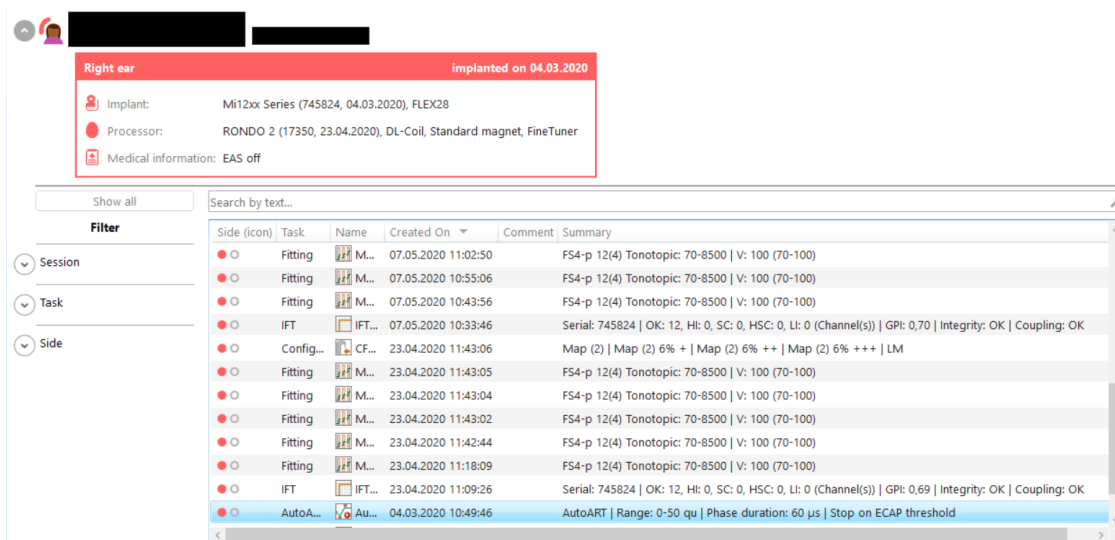 Right ear implanted on 04.03.2020
Implant: Mi12xx Series (745824, 04.03.2020), FLEX28
Processor: RONDO 2 (17350, 23.04.2020), DL-Coil, Standard magnet, FineTuner
Medical information: EAS off
Show all
Search by text...
Filter
Session
Task
Side
Side (icon) Task Name Created On Comment Summary
Fitting M... 07.05.2020 11:02:50 FS4-p 12(4) Tonotopic: 70-8500 | V: 100 (70-100)
Fitting M... 07.05.2020 10:55:06 FS4-p 12(4) Tonotopic: 70-8500 | V: 100 (70-100)
Fitting M... 07.05.2020 10:43:56 FS4-p 12(4) Tonotopic: 70-8500 | V: 100 (70-100)
IFT IFT... 07.05.2020 10:33:46 Serial: 745824 | OK: 12, HI: 0, SC: 0, HSC: 0, LI: 0 (Channel(s)) | GPI: 0,70 | Integrity: OK | Coupling: OK
Config... CF... 23.04.2020 11:43:06 Map (2) | Map (2) 6% + | Map (2) 6% ++ | Map (2) 6% +++ | LM
Fitting M... 23.04.2020 11:43:05 FS4-p 12(4) Tonotopic: 70-8500 | V: 100 (70-100)
Fitting M... 23.04.2020 11:43:04 FS4-p 12(4) Tonotopic: 70-8500 | V: 100 (70-100)
Fitting M... 23.04.2020 11:43:02 FS4-p 12(4) Tonotopic: 70-8500 | V: 100 (70-100)
Fitting M... 23.04.2020 11:42:44 FS4-p 12(4) Tonotopic: 70-8500 | V: 100 (70-100)
Fitting M... 23.04.2020 11:18:09 FS4-p 12(4) Tonotopic: 70-8500 | V: 100 (70-100)
IFT IFT... 23.04.2020 11:09:26 Serial: 745824 | OK: 12, HI: 0, SC: 0, HSC: 0, LI: 0 (Channel(s)) | GPI: 0,69 | Integrity: OK | Coupling: OK
AutoA... Au... 04.03.2020 10:49:46 AutoART | Range: 0-50 qu | Phase duration: 60 µs | Stop on ECAP threshold